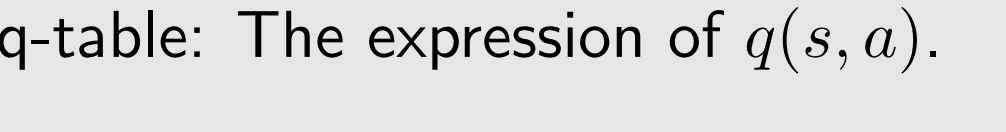 q-table: The expression of q(s, a).